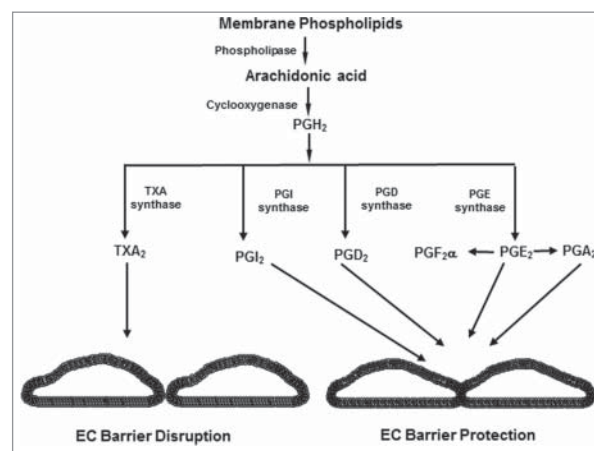 Membrane Phospholipids
Phospholipase
Arachidonic acid
Cyclooxygenase
PGH₂
TXA
synthase
PGI
synthase
PGD
synthase
PGE
synthase
TXA₂
PGI₂
PGD₂
PGF₂α
PGE₂
PGA₂
EC Barrier Disruption
EC Barrier Protection